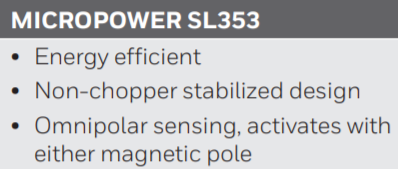 MICROPOWER SL353
• Energy efficient
• Non-chopper stabilized design
• Omnipolar sensing, activates with
either magnetic pole